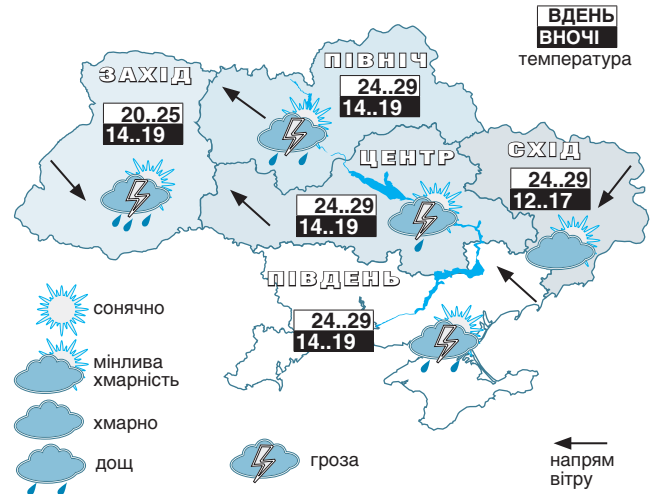 ВДЕНЬ
ВНОЧІ
температура
ЗАХІД
20..25
14..19
ПІВНІЧ
24..29
14..19
ЦЕНТР
24..29
14..19
СХІД
24..29
12..17
ПІВДЕНЬ
24..29
14..19
сонячно
мінлива
хмарність
хмарно
дощ
гроза
напрям
вітру